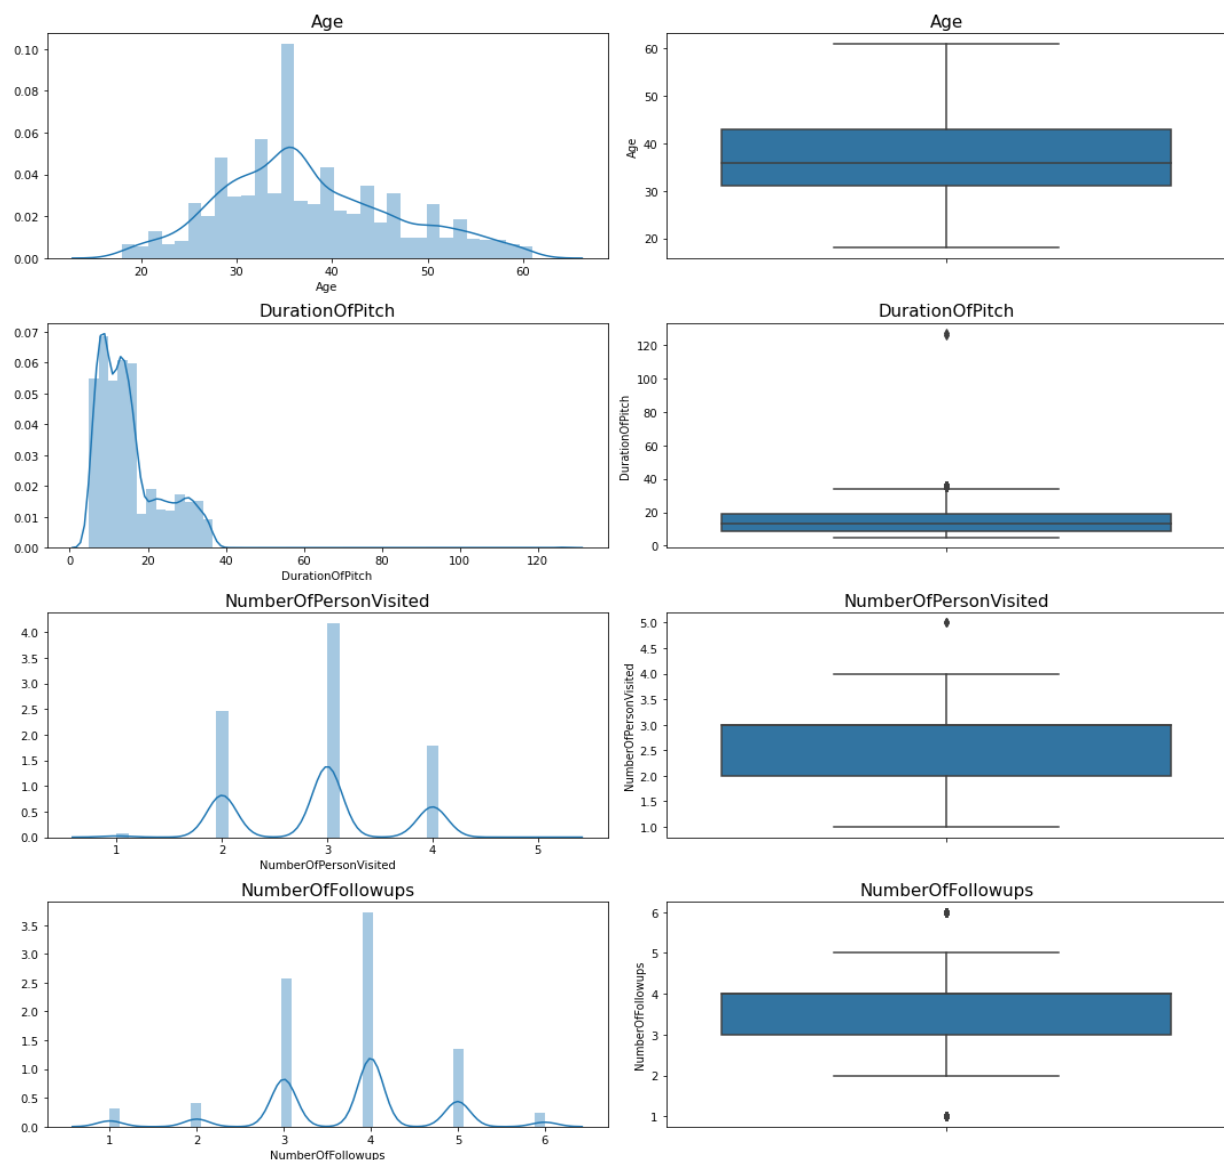 Age
0.10
0.08
0.06
0.04
0.02
0.00
20 30 40 50 60
Age
Age
60
50
40
30
20
Age
DurationOfPitch
0.07
0.06
0.05
0.04
0.03
0.02
0.01
0.00
0 20 40 60 80 100 120
DurationOfPitch
DurationOfPitch
120
100
80
60
40
20
0
DurationOfPitch
NumberOfPersonVisited
4.0
3.5
3.0
2.5
2.0
1.5
1.0
0.5
0.0
1 2 3 4 5
NumberOfPersonVisited
NumberOfPersonVisited
5.0
4.5
4.0
3.5
3.0
2.5
2.0
1.5
1.0
NumberOfPersonVisited
NumberOfFollowups
3.5
3.0
2.5
2.0
1.5
1.0
0.5
0.0
1 2 3 4 5 6
NumberOfFollowups
NumberOfFollowups
6
5
4
3
2
1
NumberOfFollowups